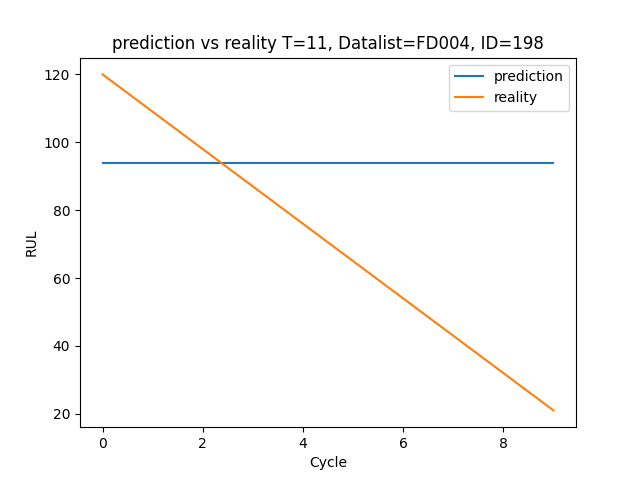 prediction vs reality T=11, Datalist=FD004, ID=198
prediction
reality
RUL
120
100
80
60
40
20
0 2 4 6 8
Cycle